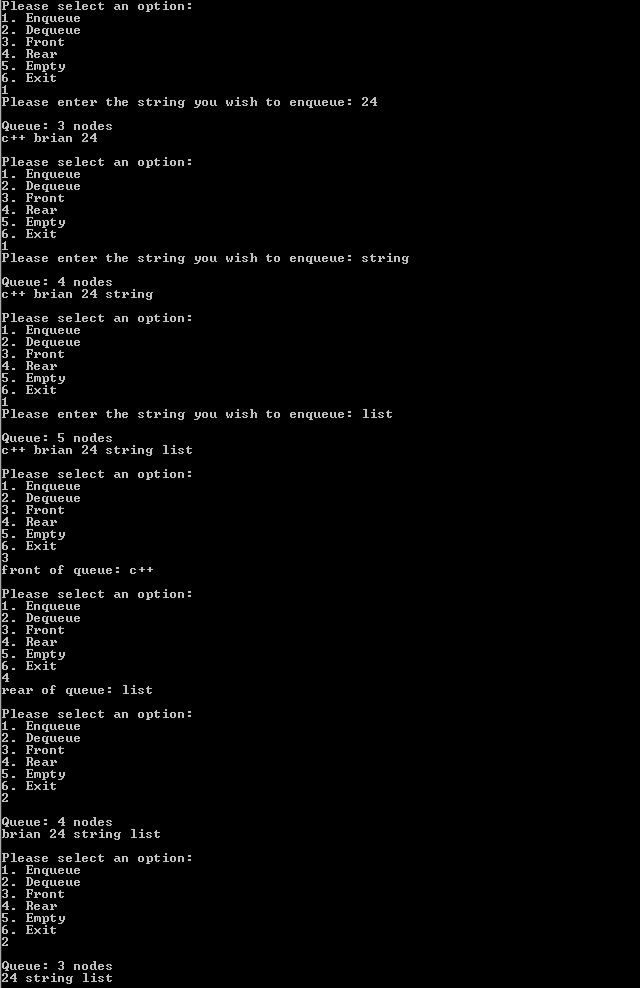 Please select an option:
1. Enqueue
2. Dequeue
3. Front
4. Rear
5. Empty
6. Exit
1
Please enter the string you wish to enqueue: 24
Queue: 3 nodes
c++ brian 24
Please select an option:
1. Enqueue
2. Dequeue
3. Front
4. Rear
5. Empty
6. Exit
1
Please enter the string you wish to enqueue: string
Queue: 4 nodes
c++ brian 24 string
Please select an option:
1. Enqueue
2. Dequeue
3. Front
4. Rear
5. Empty
6. Exit
1
Please enter the string you wish to enqueue: list
Queue: 5 nodes
c++ brian 24 string list
Please select an option:
1. Enqueue
2. Dequeue
3. Front
4. Rear
5. Empty
6. Exit
3
front of queue: c++
Please select an option:
1. Enqueue
2. Dequeue
3. Front
4. Rear
5. Empty
6. Exit
4
rear of queue: list
Please select an option:
1. Enqueue
2. Dequeue
3. Front
4. Rear
5. Empty
6. Exit
2
Queue: 4 nodes
brian 24 string list
Please select an option:
1. Enqueue
2. Dequeue
3. Front
4. Rear
5. Empty
6. Exit
2
Queue: 3 nodes
24 string list